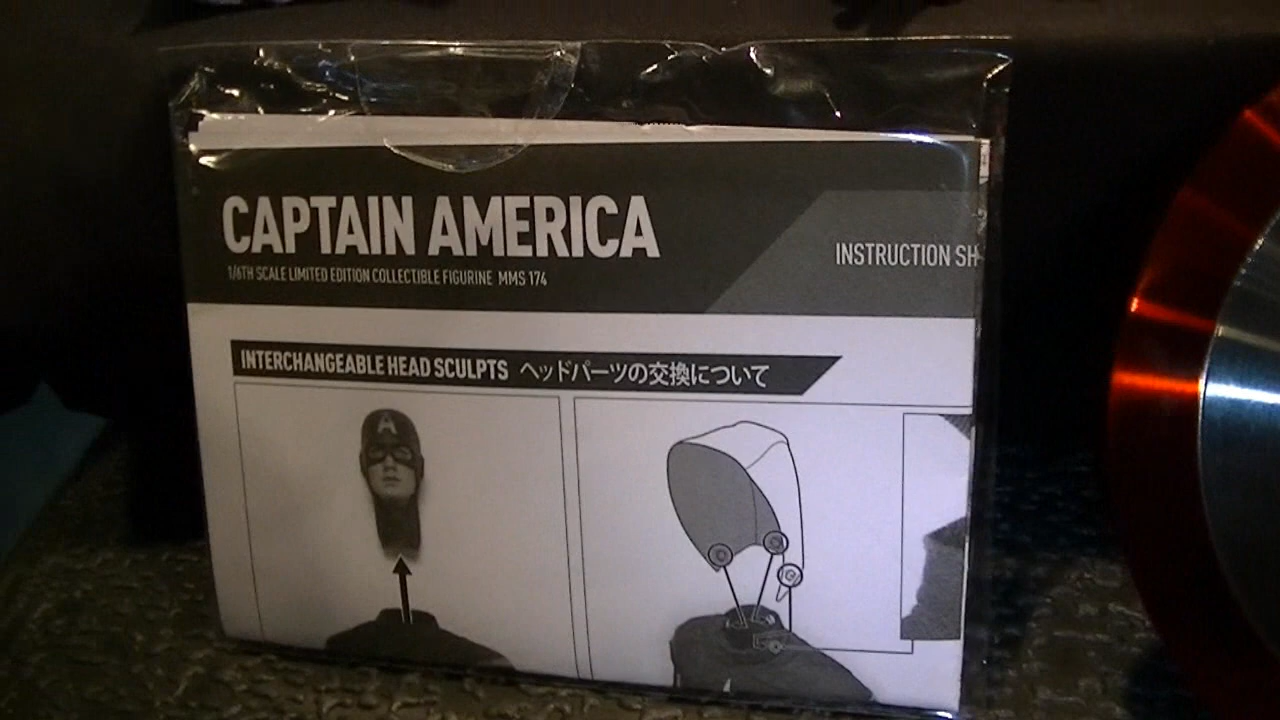 CAPTAIN AMERICA
1/6TH SCALE LIMITED EDITION COLLECTIBLE FIGURINE MMS 174
INSTRUCTION SH
INTERCHANGEABLE HEAD SCULPTS ヘッドパーツの交換について
A